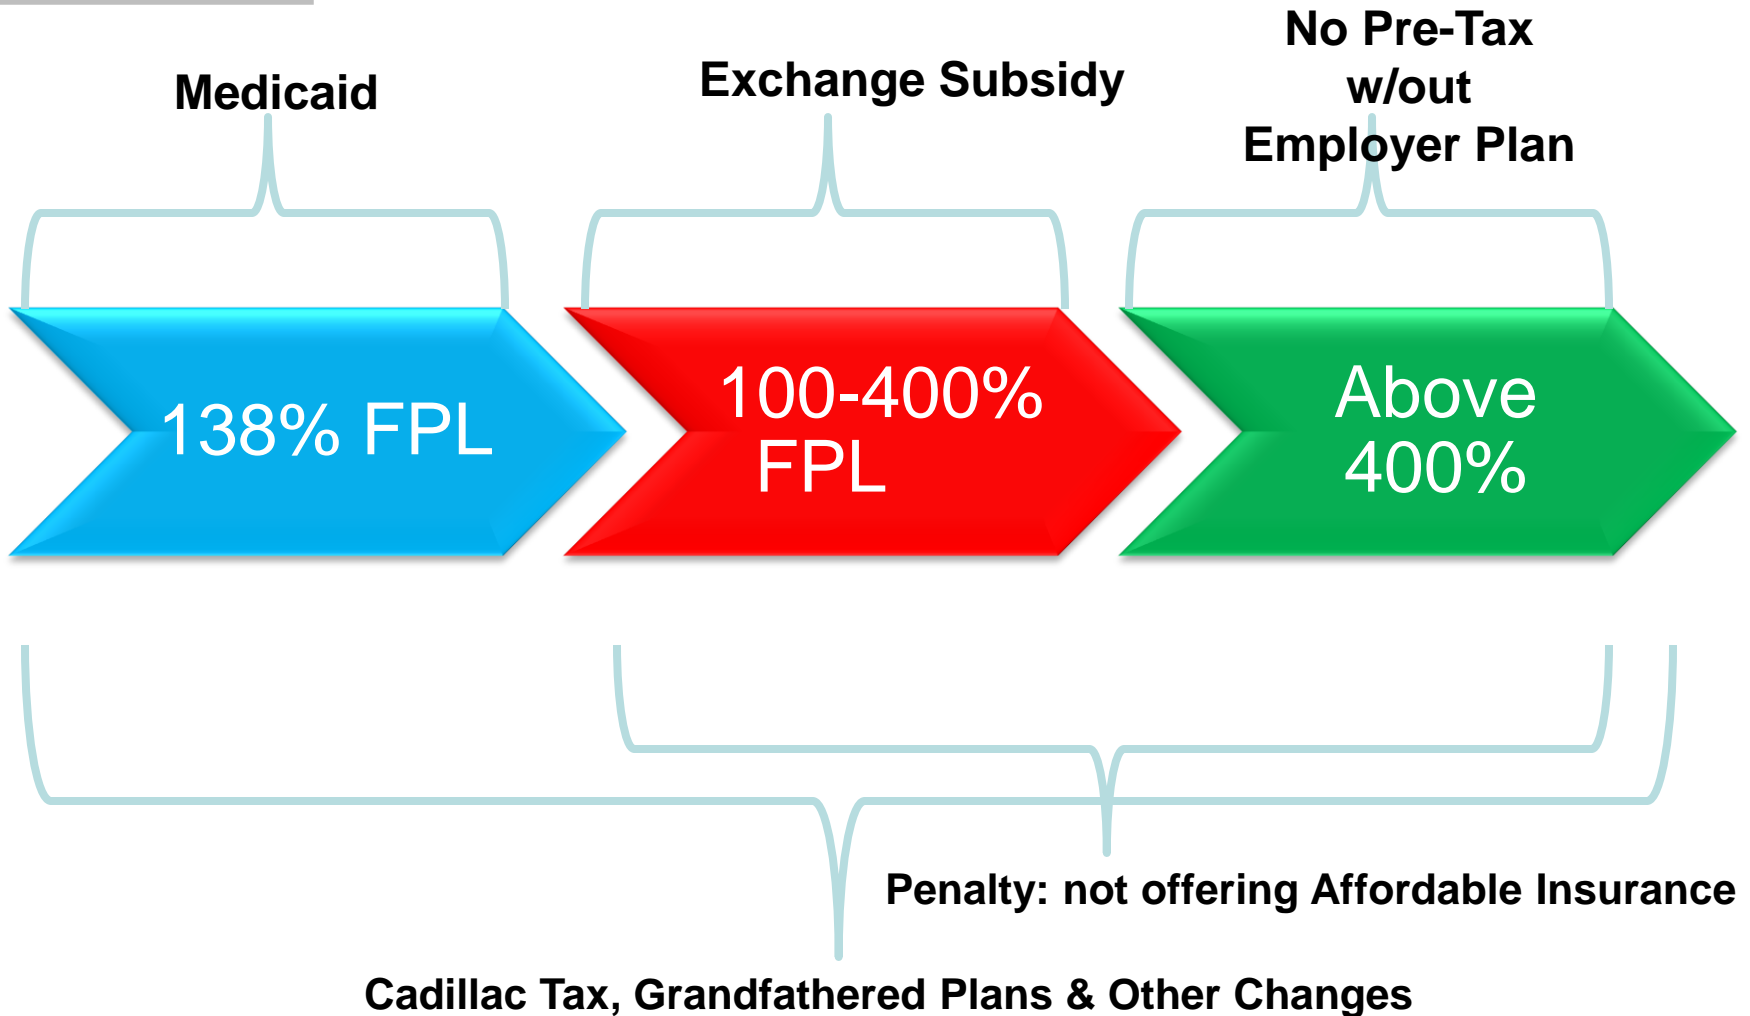 Medicaid
Exchange Subsidy
No Pre-Tax
w/out
Employer Plan
138% FPL
100-400%
FPL
Above
400%
Penalty: not offering Affordable Insurance
Cadillac Tax, Grandfathered Plans & Other Changes